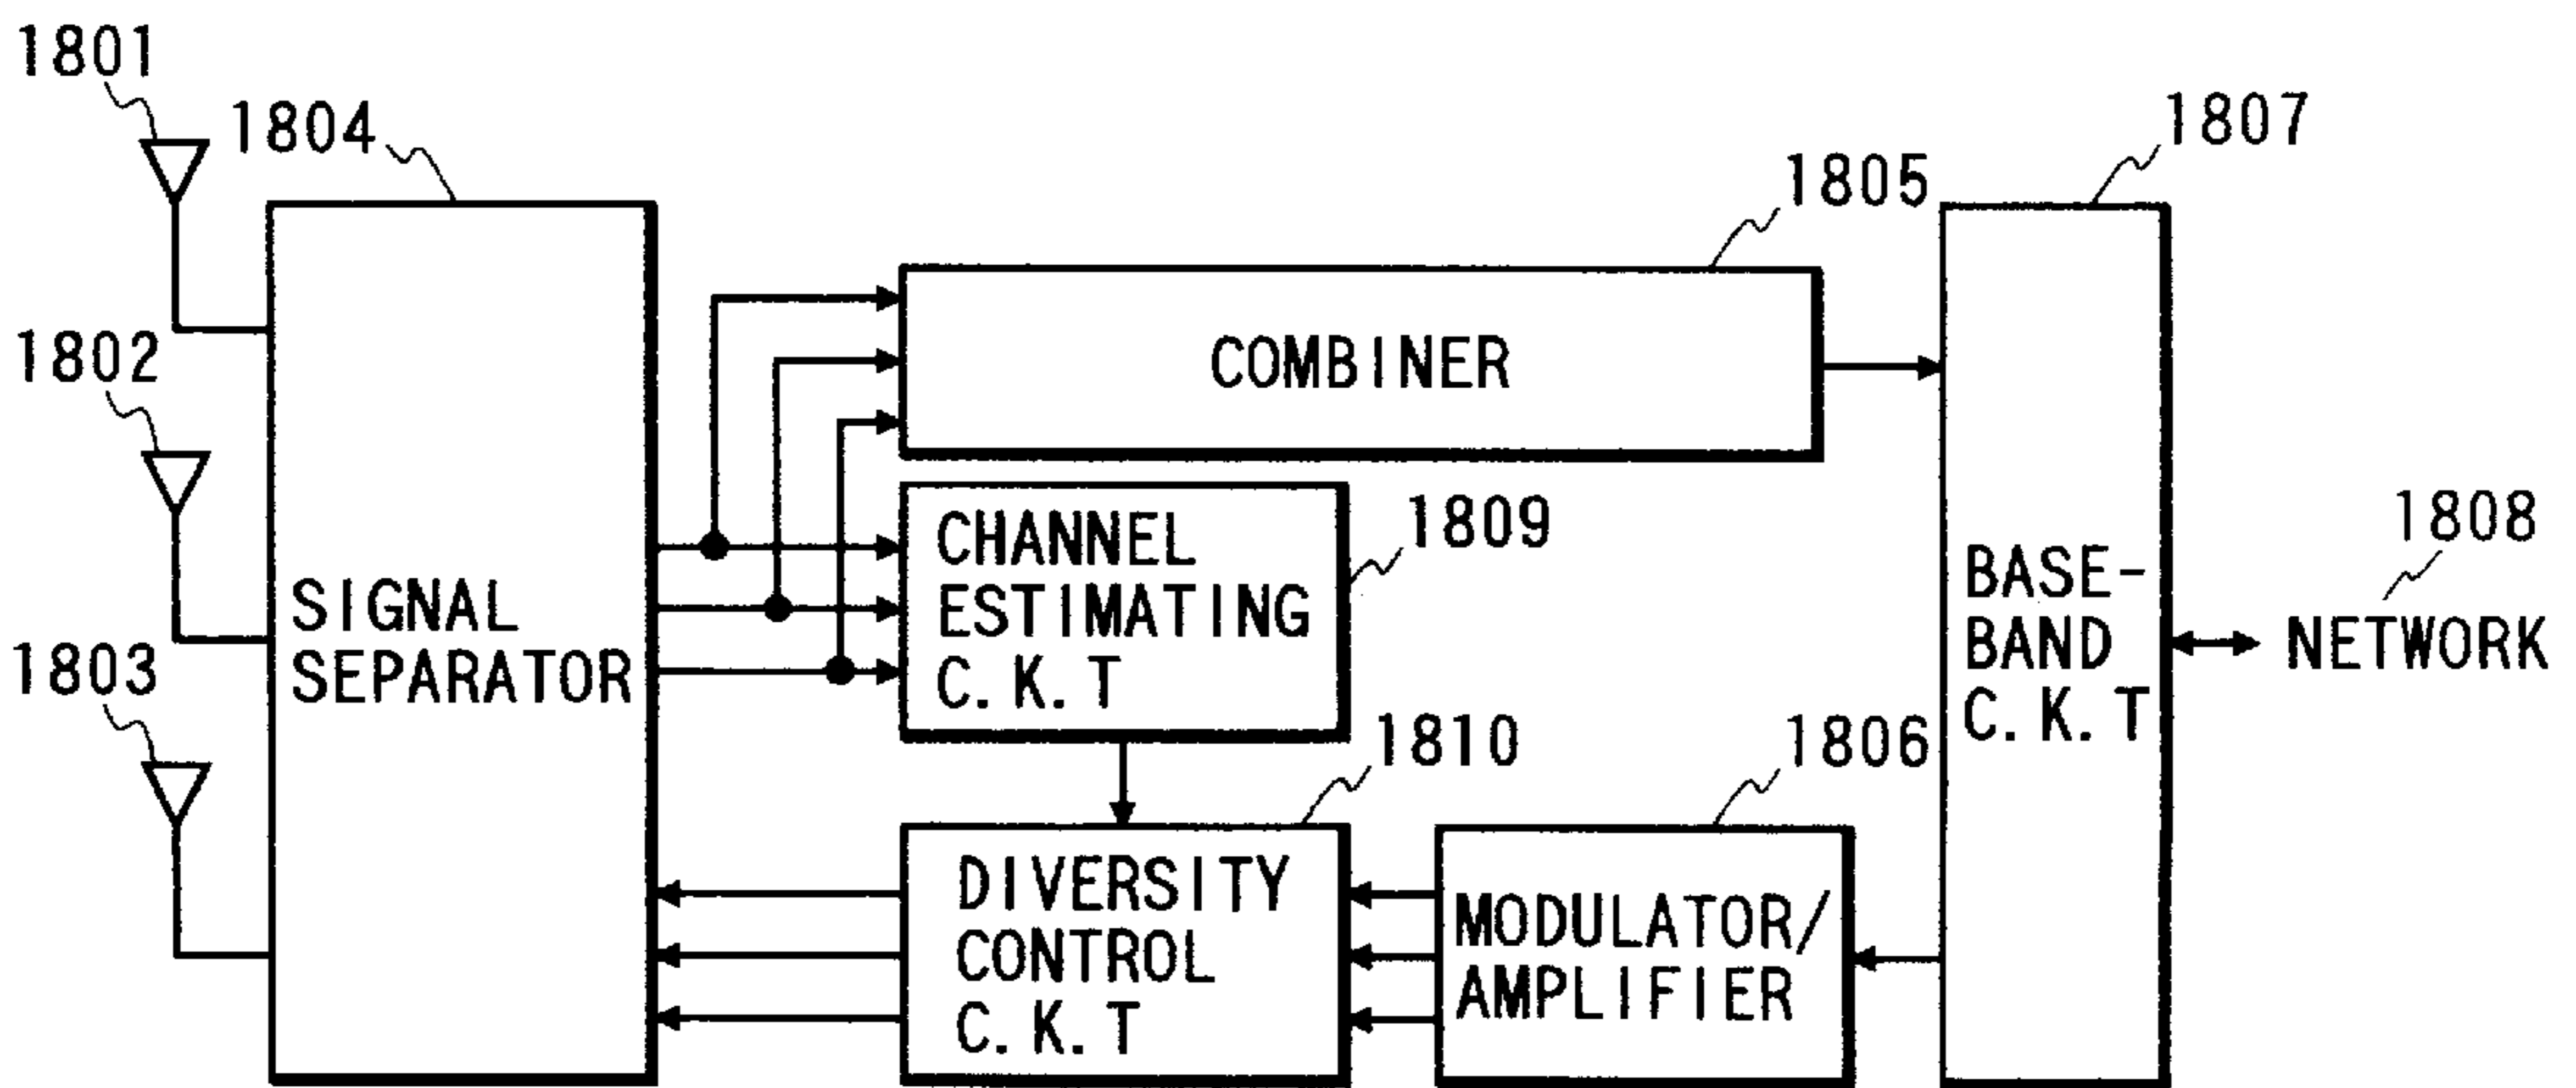 1801
1804
1807
1805
COMBINER
1802
1809
CHANNEL
ESTIMATING
C.K.T
1808
NETWORK
BASE-
BAND
C.K.T
SIGNAL
SEPARATOR
1803
1810
1806
DIVERSITY
CONTROL
C.K.T
MODULATOR/
AMPLIFIER